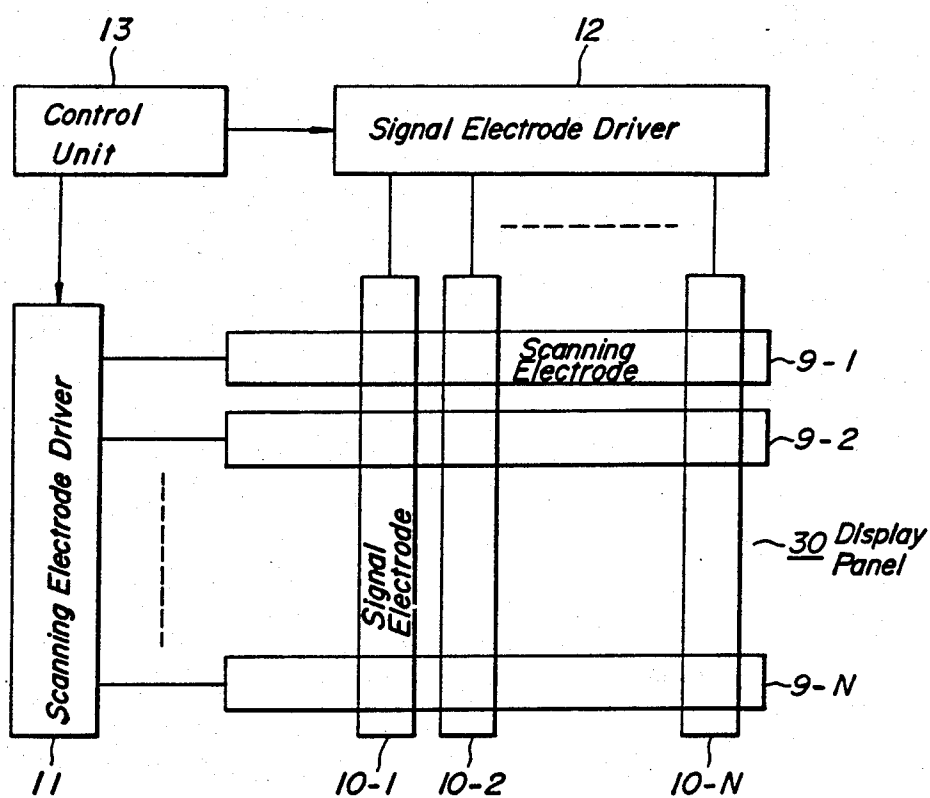 13
12
Control
Unit
Signal Electrode Driver
Scanning
Electrode
9-1
9-2
Scanning Electrode Driver
Signal
Electrode
30 Display
Panel
9-N
11
10-1
10-2
10-N